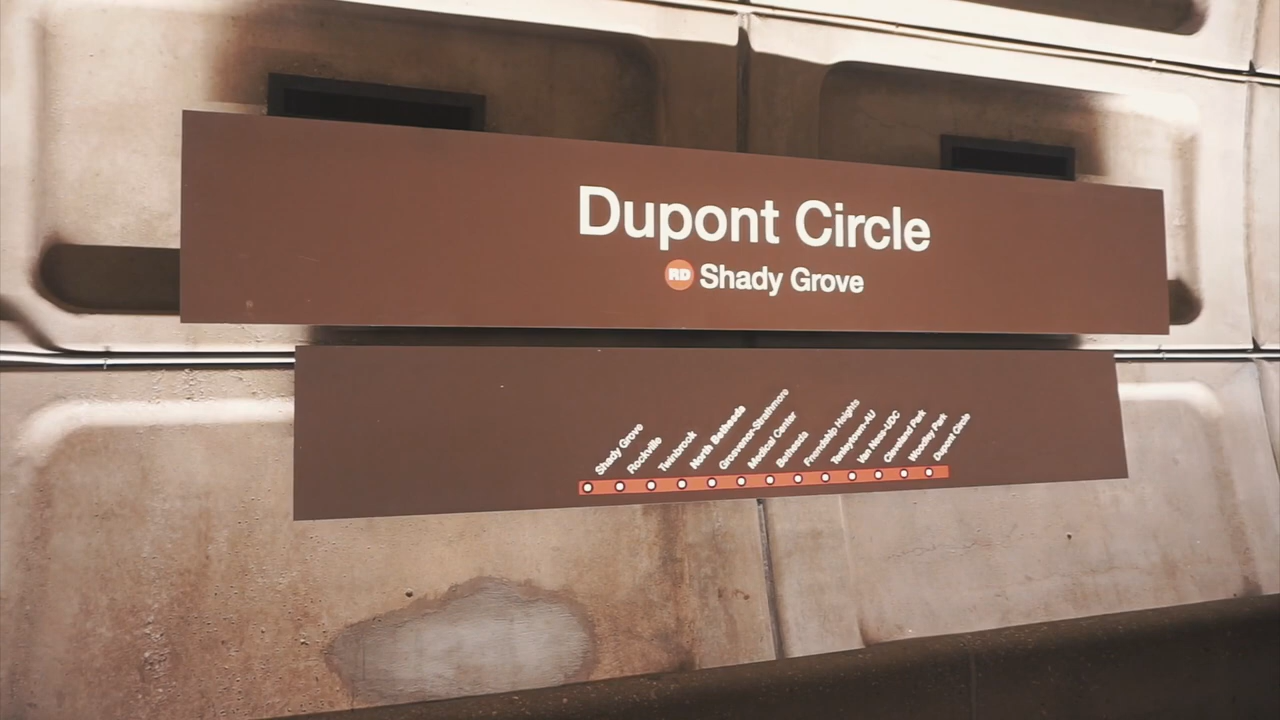 Dupont Circle
RD Shady Grove
Shady Grove
Rockville
Twinbrook
North Bethesda
Grosvenor-Strathmore
Medical Center
Bethesda
Friendship Heights
Tenleytown-AU
Van Ness-UDC
Cleveland Park
Woodley Park
Dupont Circle